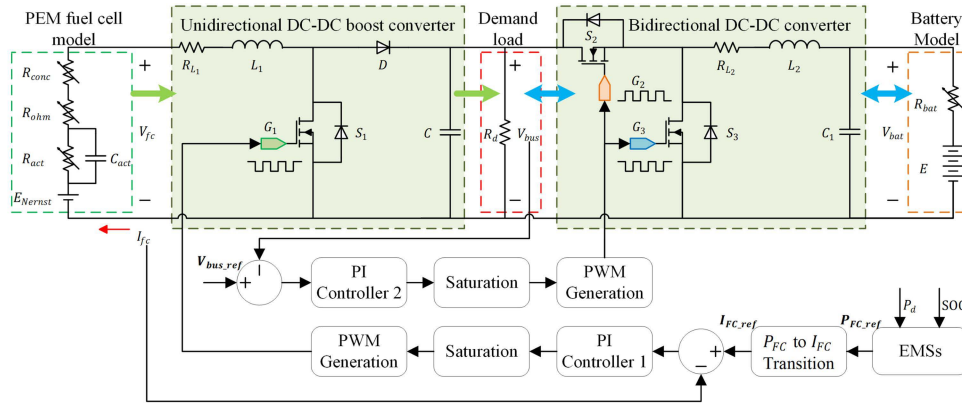 PEM fuel cell model
Unidirectional DC-DC boost converter
Demand load
Bidirectional DC-DC converter
Battery Model
R_conc
R_ohm
R_act
C_act
E_Nernst
+
V_fc
−
I_fc
R_L1
L_1
D
G_1
S_1
C
+
R_d
V_bus
−
S_2
G_2
G_3
S_3
R_L2
L_2
C_1
+
V_bat
−
R_bat
E
V_bus_ref
+
−
PI Controller 2
Saturation
PWM Generation
PWM Generation
Saturation
PI Controller 1
+
−
I_FC_ref
P_FC to I_FC Transition
P_FC_ref
P_d
SOC
EMSs